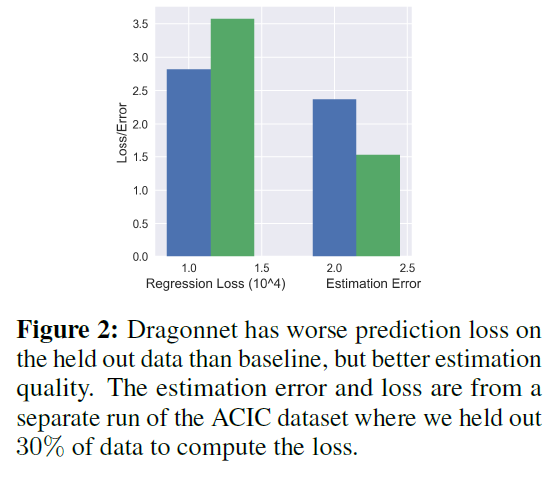 3.5
3.0
2.5
2.0
1.5
1.0
0.5
0.0
Loss/Error
1.0 1.5 2.0 2.5
Regression Loss (10^4) Estimation Error
Figure 2: Dragonnet has worse prediction loss on
the held out data than baseline, but better estimation
quality. The estimation error and loss are from a
separate run of the ACIC dataset where we held out
30% of data to compute the loss.